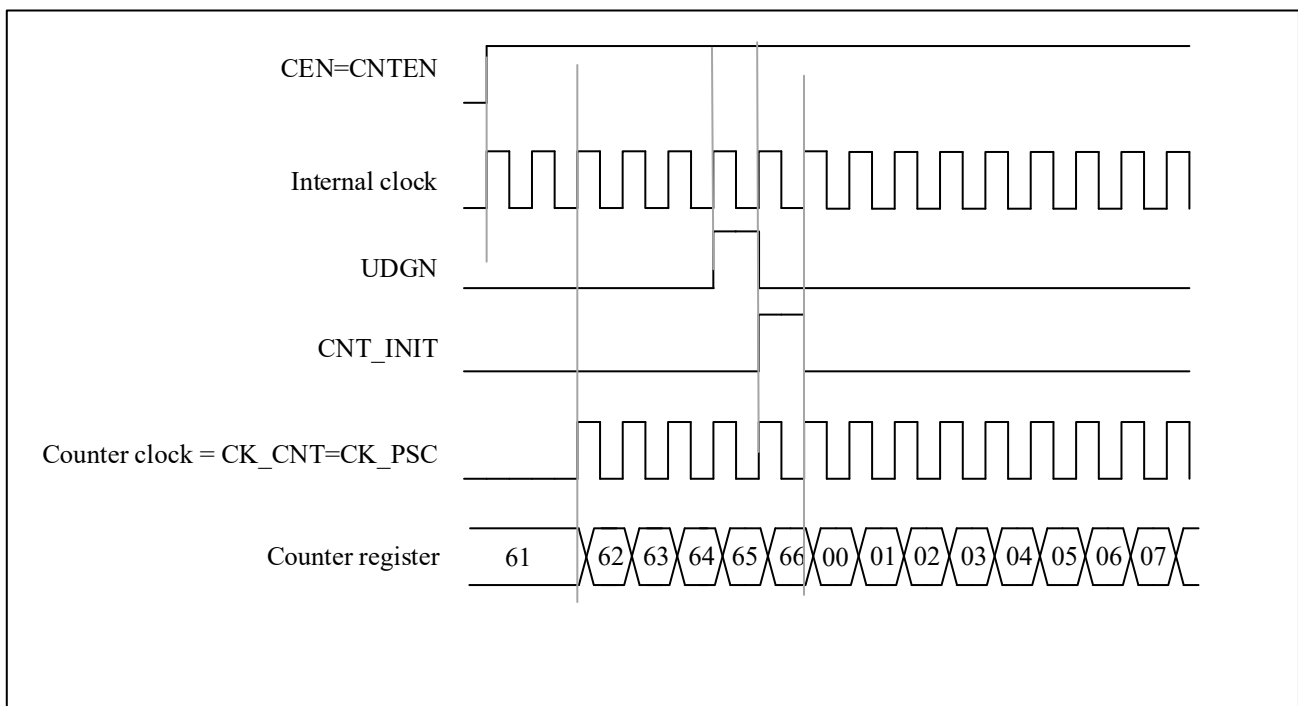 CEN=CNTEN
Internal clock
UDGN
CNT_INIT
Counter clock = CK_CNT=CK_PSC
Counter register 61 62 63 64 65 66 00 01 02 03 04 05 06 07